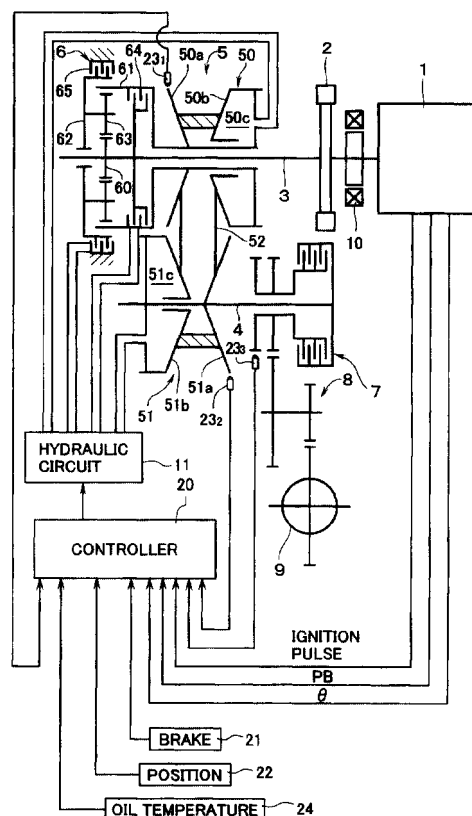 6
64
23₁
50a
5
50
2
1
61
65
50b
50c
62
63
60
3
10
52
51c
4
23₃
8
7
51
51b
51a
23₂
HYDRAULIC
CIRCUIT
11
20
CONTROLLER
9
IGNITION
PULSE
PB
θ
BRAKE
21
POSITION
22
OIL TEMPERATURE
24